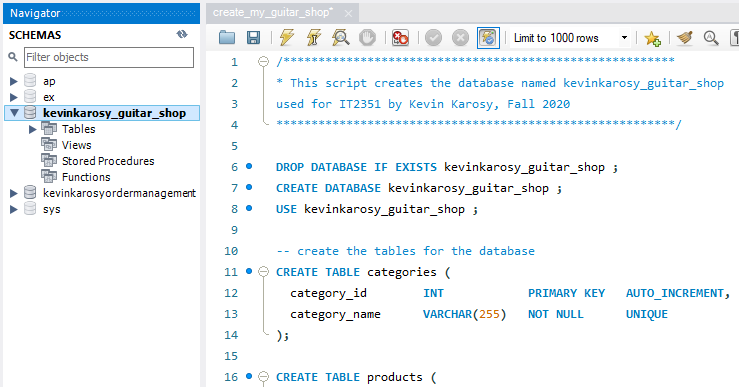 Navigator
SCHEMAS
Filter objects
ap
ex
kevinkarosy_guitar_shop
Tables
Views
Stored Procedures
Functions
kevinkarosyordermanagement
sys
create_my_guitar_shop*
Limit to 1000 rows
1 /********************************************************
2 * This script creates the database named kevinkarosy_guitar_shop
3 used for IT2351 by Kevin Karosy, Fall 2020
4 *********************************************************/
5
6 DROP DATABASE IF EXISTS kevinkarosy_guitar_shop ;
7 CREATE DATABASE kevinkarosy_guitar_shop ;
8 USE kevinkarosy_guitar_shop ;
9
10 -- create the tables for the database
11 CREATE TABLE categories (
12 category_id INT PRIMARY KEY AUTO_INCREMENT,
13 category_name VARCHAR(255) NOT NULL UNIQUE
14 );
15
16 CREATE TABLE products (